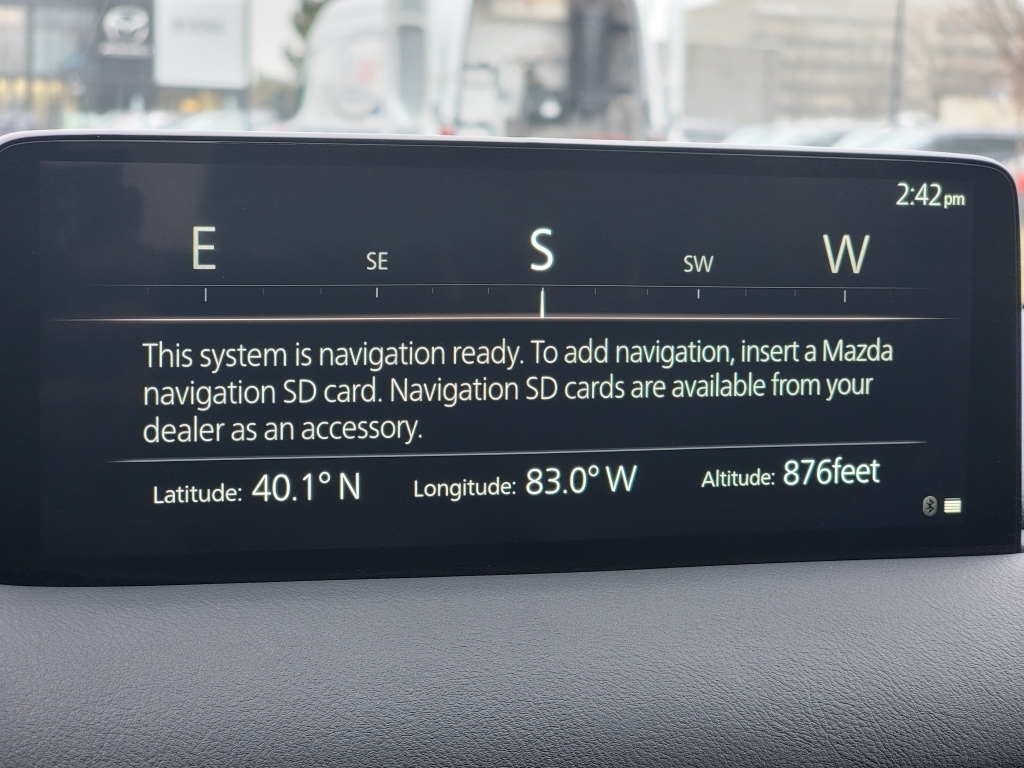 2:42pm
E SE S SW W
This system is navigation ready. To add navigation, insert a Mazda
navigation SD card. Navigation SD cards are available from your
dealer as an accessory.
Latitude: 40.1° N Longitude: 83.0° W Altitude: 876feet